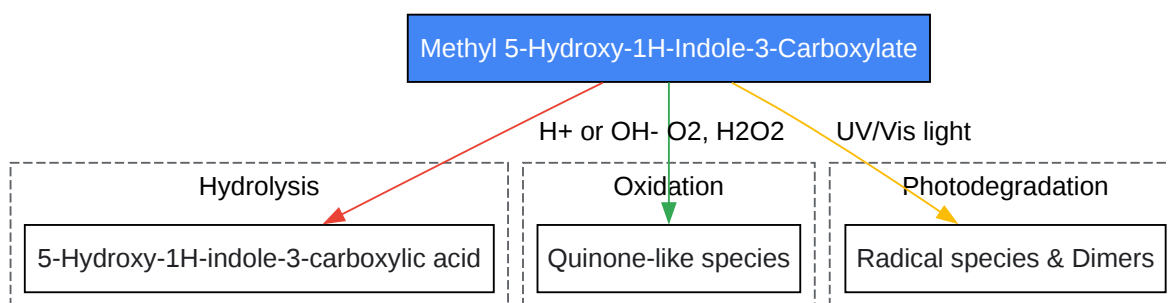 Methyl 5-Hydroxy-1H-Indole-3-Carboxylate
H+ or OH-
O2, H2O2
UV/Vis light
Hydrolysis
Oxidation
Photodegradation
5-Hydroxy-1H-indole-3-carboxylic acid
Quinone-like species
Radical species & Dimers